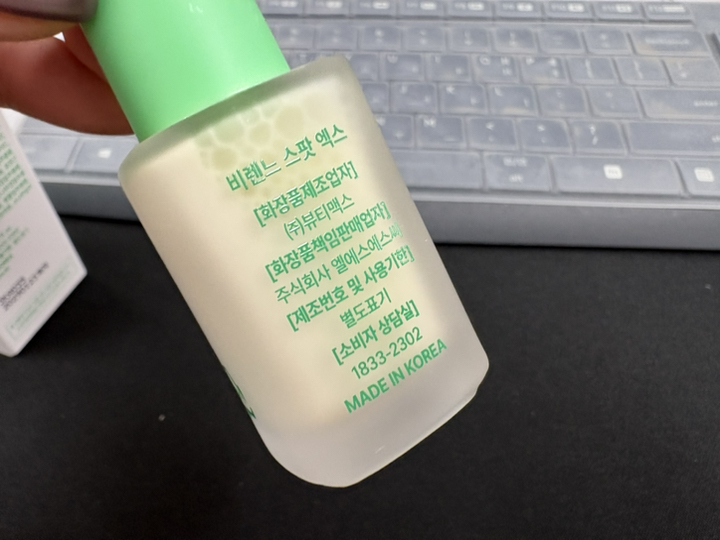 비렌느 스팟 엑스
[화장품제조업자]
㈜뷰티맥스
[화장품책임판매업자]
주식회사 엘에스에스
[제조번호 및 사용기한]
별도표기
[소비자 상담실]
1833-2302
MADE IN KOREA